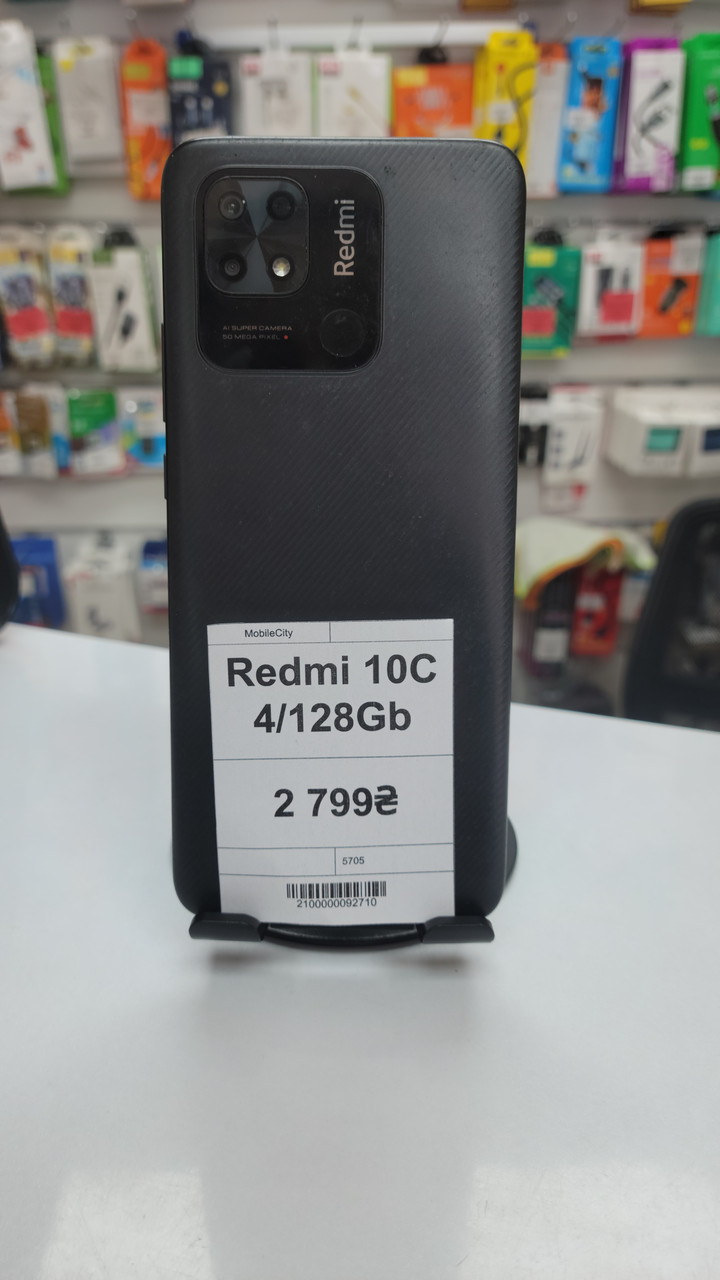 Redmi
AI SUPER CAMERA
50 MEGA PIXEL
MobileCity
Redmi 10C
4/128Gb
2 799₴
5705
2100000092710